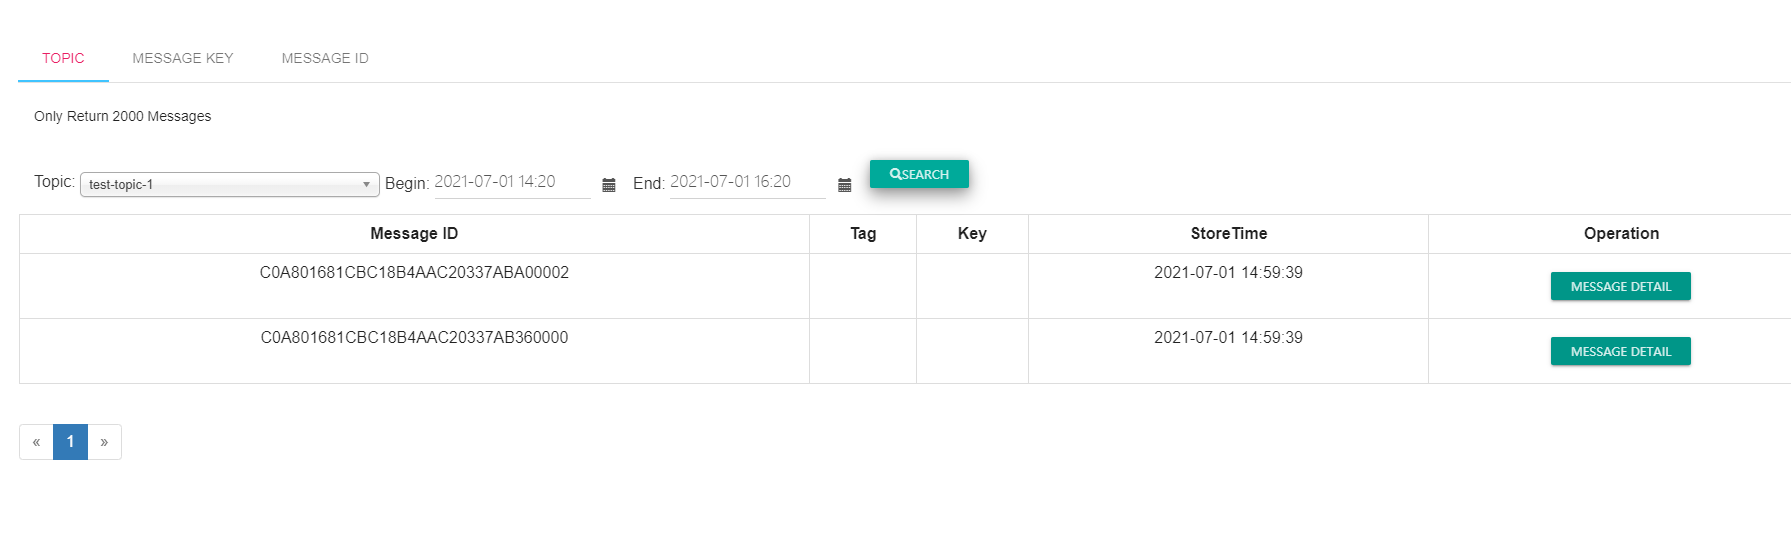 TOPIC MESSAGE KEY MESSAGE ID
Only Return 2000 Messages
Topic: test-topic-1 Begin: 2021-07-01 14:20 End: 2021-07-01 16:20 SEARCH
Message ID Tag Key StoreTime Operation
C0A801681CBC18B4AAC20337ABA00002 2021-07-01 14:59:39 MESSAGE DETAIL
C0A801681CBC18B4AAC20337AB360000 2021-07-01 14:59:39 MESSAGE DETAIL
« 1 »